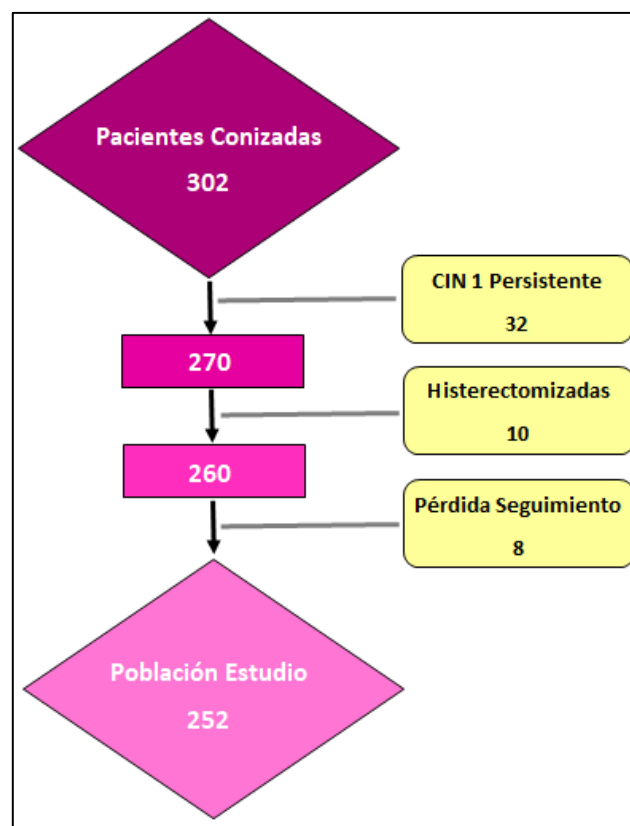 Pacientes Conizadas
302
CIN 1 Persistente
32
270
Histerectomizadas
10
260
Pérdida Seguimiento
8
Población Estudio
252